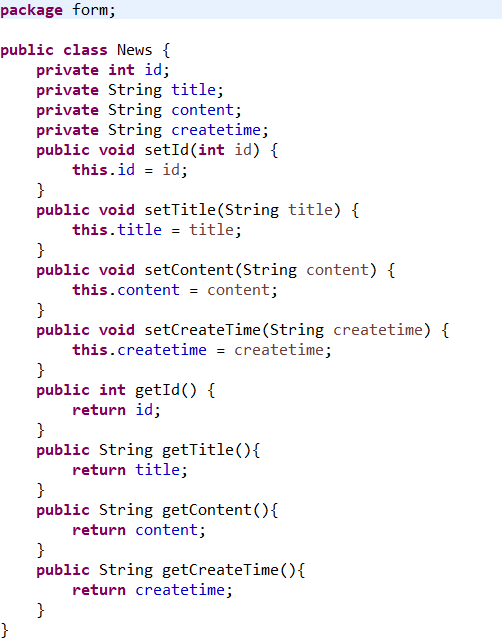 package form;
public class News {
private int id;
private String title;
private String content;
private String createtime;
public void setId(int id) {
this.id = id;
}
public void setTitle(String title) {
this.title = title;
}
public void setContent(String content) {
this.content = content;
}
public void setCreateTime(String createtime) {
this.createtime = createtime;
}
public int getId() {
return id;
}
public String getTitle(){
return title;
}
public String getContent(){
return content;
}
public String getCreateTime(){
return createtime;
}
}